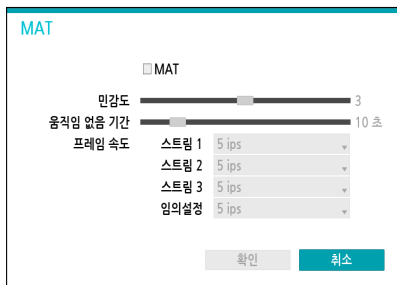 MAT
MAT
민감도 3
움직임 없음 기간 10 초
프레임 속도 스트림 1 5 ips
스트림 2 5 ips
스트림 3 5 ips
임의설정 5 ips
확인 취소